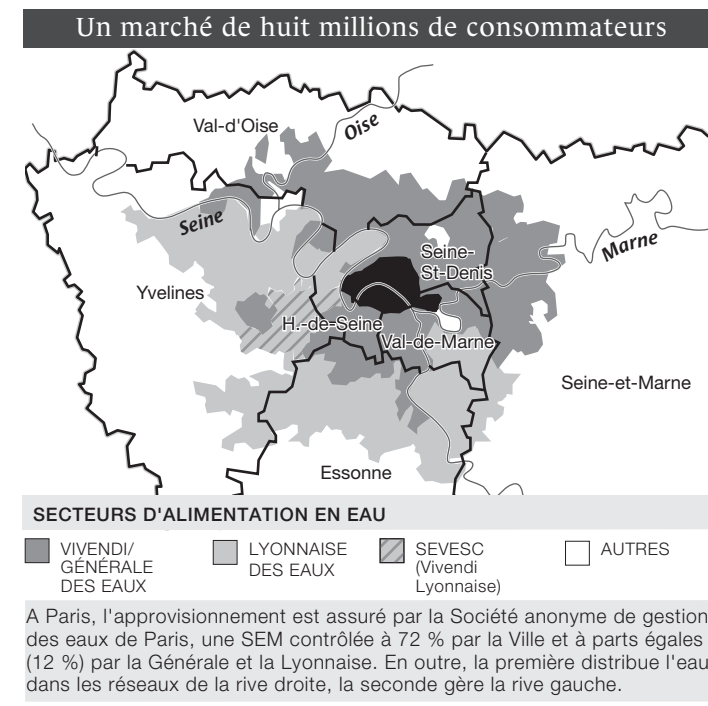 Un marché de huit millions de consommateurs
Val-d'Oise
Oise
Seine
Marne
Seine-
St-Denis
Yvelines
H.-de-Seine
Val-de-Marne
Seine-et-Marne
Essonne
SECTEURS D'ALIMENTATION EN EAU
VIVENDI/
GÉNÉRALE
DES EAUX
LYONNAISE
DES EAUX
SEVESC
(Vivendi
Lyonnaise)
AUTRES
A Paris, l'approvisionnement est assuré par la Société anonyme de gestion
des eaux de Paris, une SEM contrôlée à 72 % par la Ville et à parts égales
(12 %) par la Générale et la Lyonnaise. En outre, la première distribue l'eau
dans les réseaux de la rive droite, la seconde gère la rive gauche.